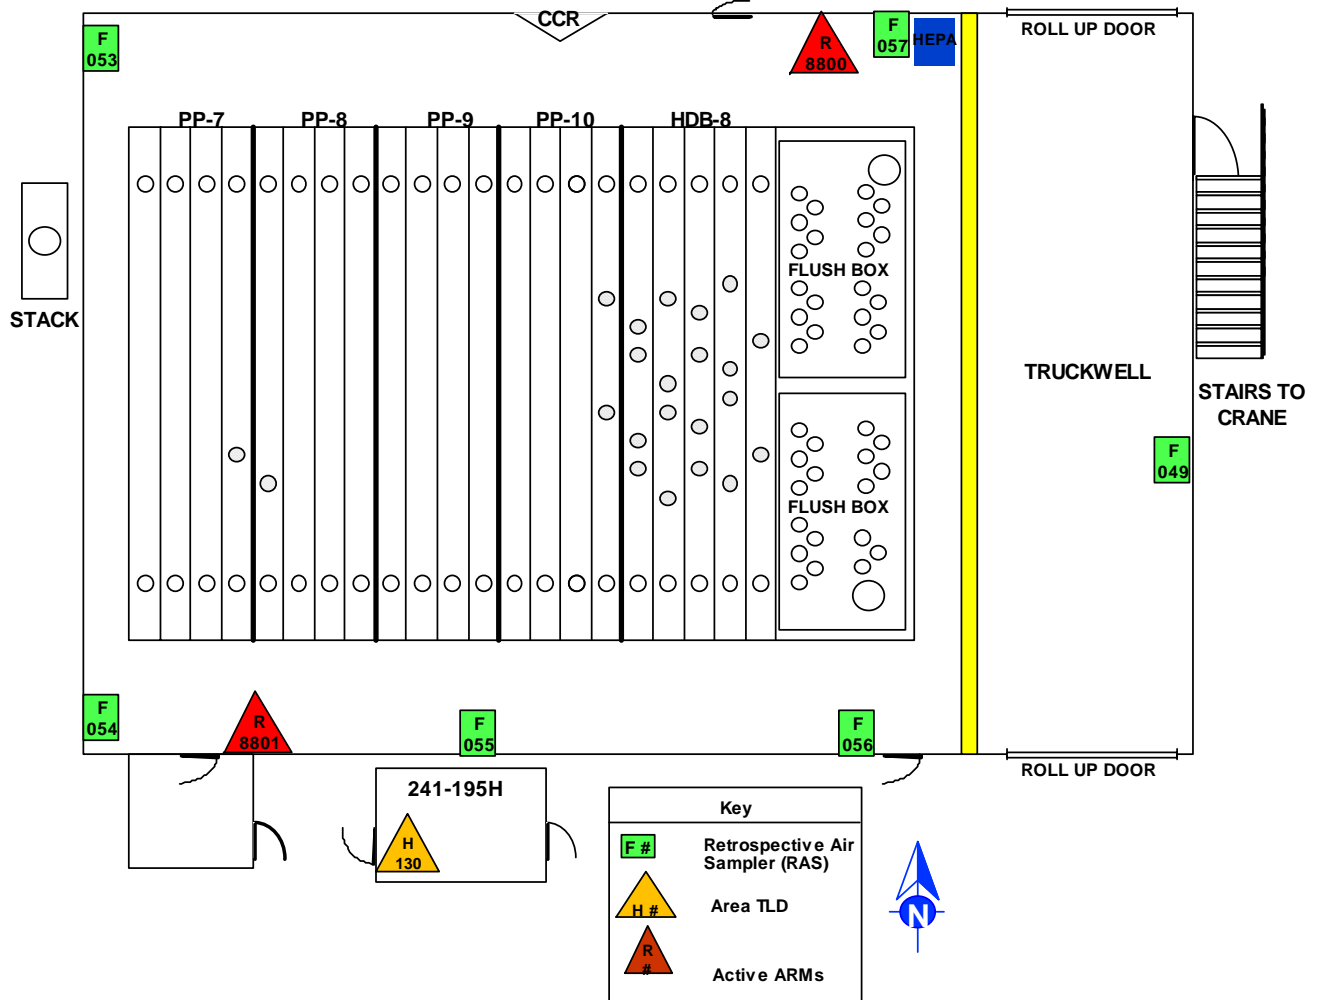 CCR
ROLL UP DOOR
F
053
R
8800
F
057
HEPA
PP-7
PP-8
PP-9
PP-10
HDB-8
FLUSH BOX
STACK
TRUCKWELL
STAIRS TO
CRANE
F
049
FLUSH BOX
F
054
R
8801
F
055
F
056
ROLL UP DOOR
241-195H
H
130
Key
F #
Retrospective Air
Sampler (RAS)
H #
Area TLD
R
#
Active ARMs
N